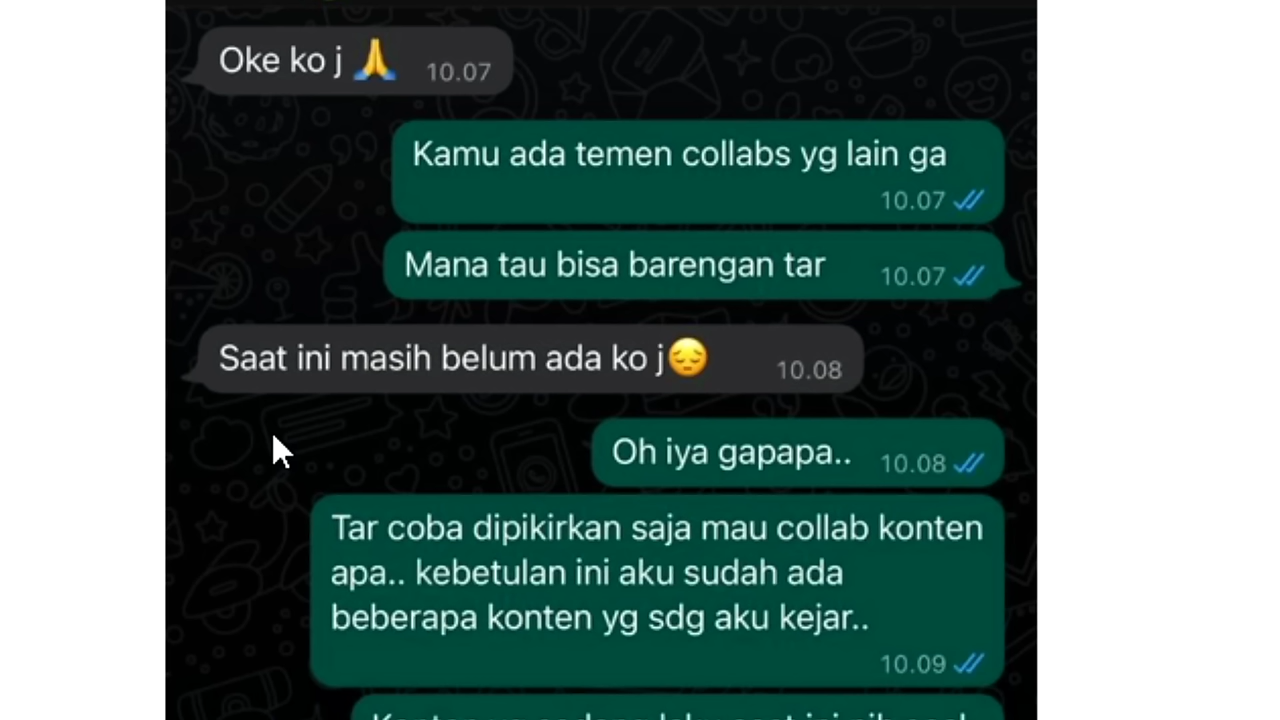 Oke ko j 🙏 10.07
Kamu ada temen collabs yg lain ga
10.07
Mana tau bisa barengan tar 10.07
Saat ini masih belum ada ko j😔 10.08
Oh iya gapapa.. 10.08
Tar coba dipikirkan saja mau collab konten
apa.. kebetulan ini aku sudah ada
beberapa konten yg sdg aku kejar..
10.09